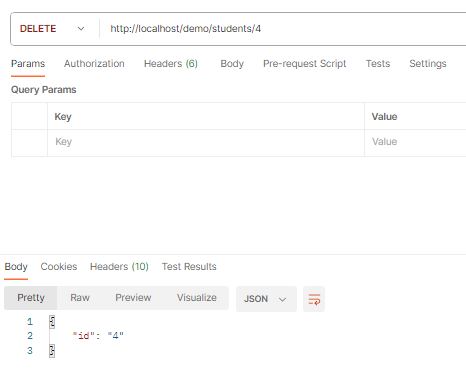 DELETE http://localhost/demo/students/4
Params Authorization Headers (6) Body Pre-request Script Tests Settings
Query Params
Key Value
Key Value
Body Cookies Headers (10) Test Results
Pretty Raw Preview Visualize JSON
1 {
2 "id": "4"
3 }